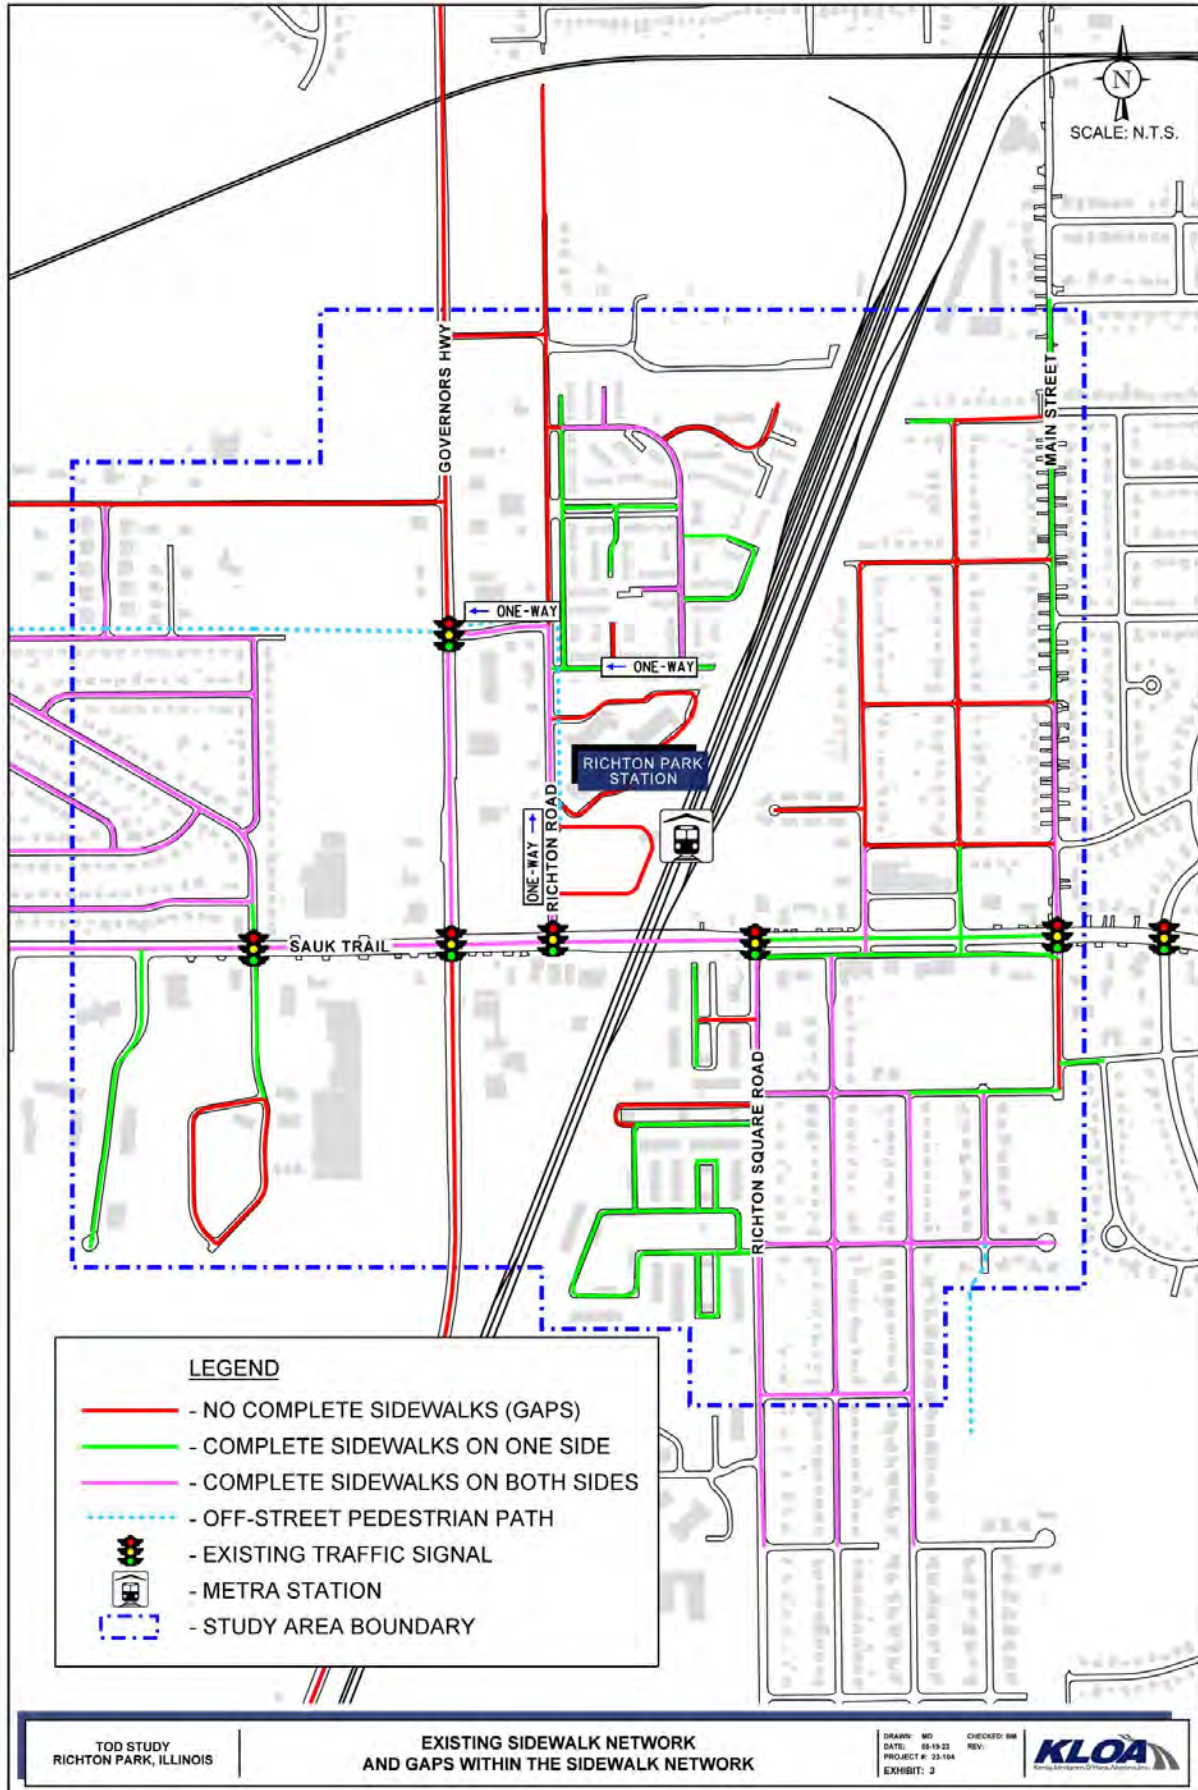 N
SCALE: N.T.S.
GOVERNORS HWY
MAIN STREET
ONE-WAY
ONE-WAY
RICHTON PARK
STATION
ONE-WAY
RICHTON ROAD
SAUK TRAIL
RICHTON SQUARE ROAD
LEGEND
- NO COMPLETE SIDEWALKS (GAPS)
- COMPLETE SIDEWALKS ON ONE SIDE
- COMPLETE SIDEWALKS ON BOTH SIDES
- OFF-STREET PEDESTRIAN PATH
- EXISTING TRAFFIC SIGNAL
- METRA STATION
- STUDY AREA BOUNDARY
TOD STUDY
RICHTON PARK, ILLINOIS
EXISTING SIDEWALK NETWORK
AND GAPS WITHIN THE SIDEWALK NETWORK
DRAWN: MD CHECKED: BM
DATE: REV:
PROJECT #: 23-104
EXHIBIT: 3
KLOA